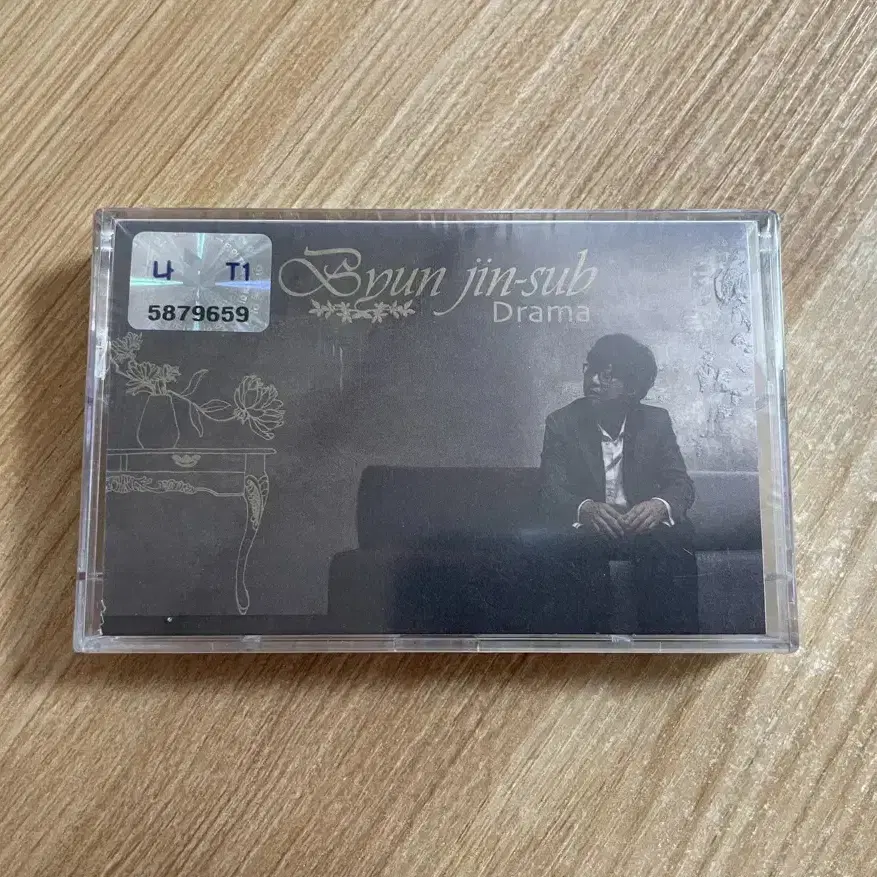 나 T1
5879659
Byun jin-sub
Drama